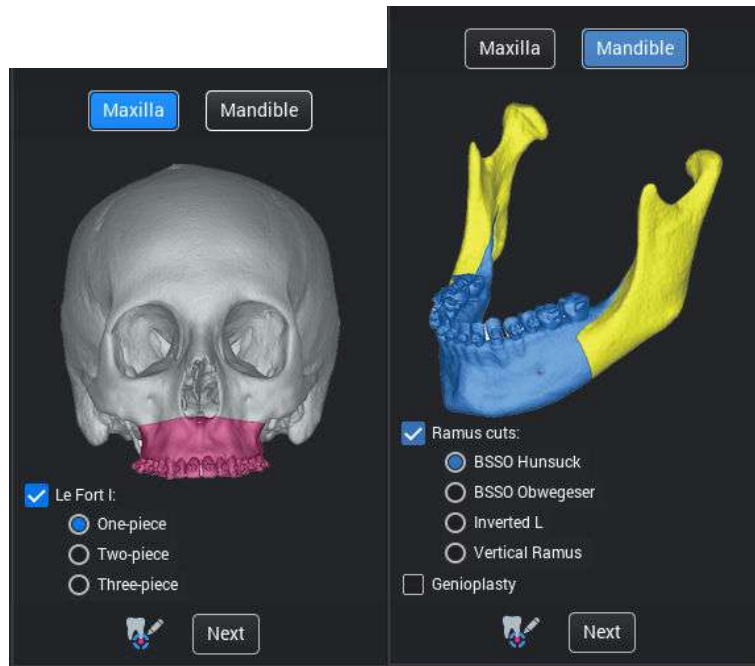 Maxilla
Mandible
Le Fort I:
One-piece
Two-piece
Three-piece
Next
Maxilla
Mandible
Ramus cuts:
BSSO Hunsuck
BSSO Obwegeser
Inverted L
Vertical Ramus
Genioplasty
Next